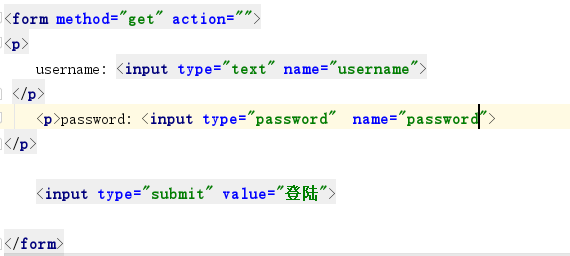 <form method="get" action="">
<p>
username: <input type="text" name="username">
</p>
<p>password: <input type="password"  name="password">
</p>
<input type="submit" value="登陆">
</form>